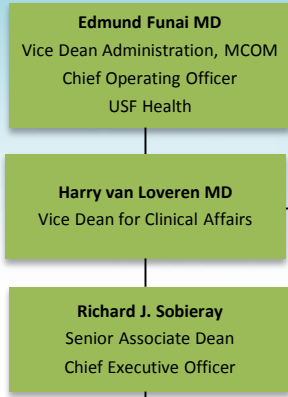 Edmund Funai MD
Vice Dean Administration, MCOM
Chief Operating Officer
USF Health
Harry van Loveren MD
Vice Dean for Clinical Affairs
Richard J. Sobieray
Senior Associate Dean
Chief Executive Officer